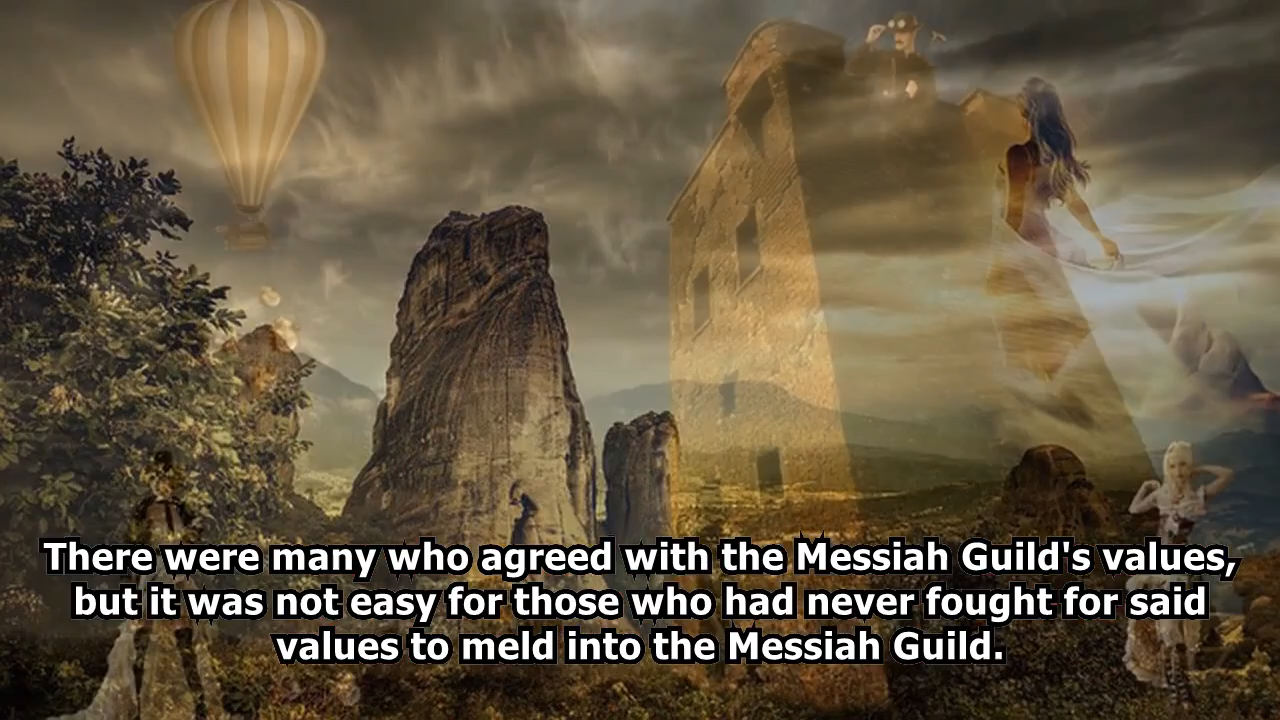 There were many who agreed with the Messiah Guild's values,
but it was not easy for those who had never fought for said
values to meld into the Messiah Guild.